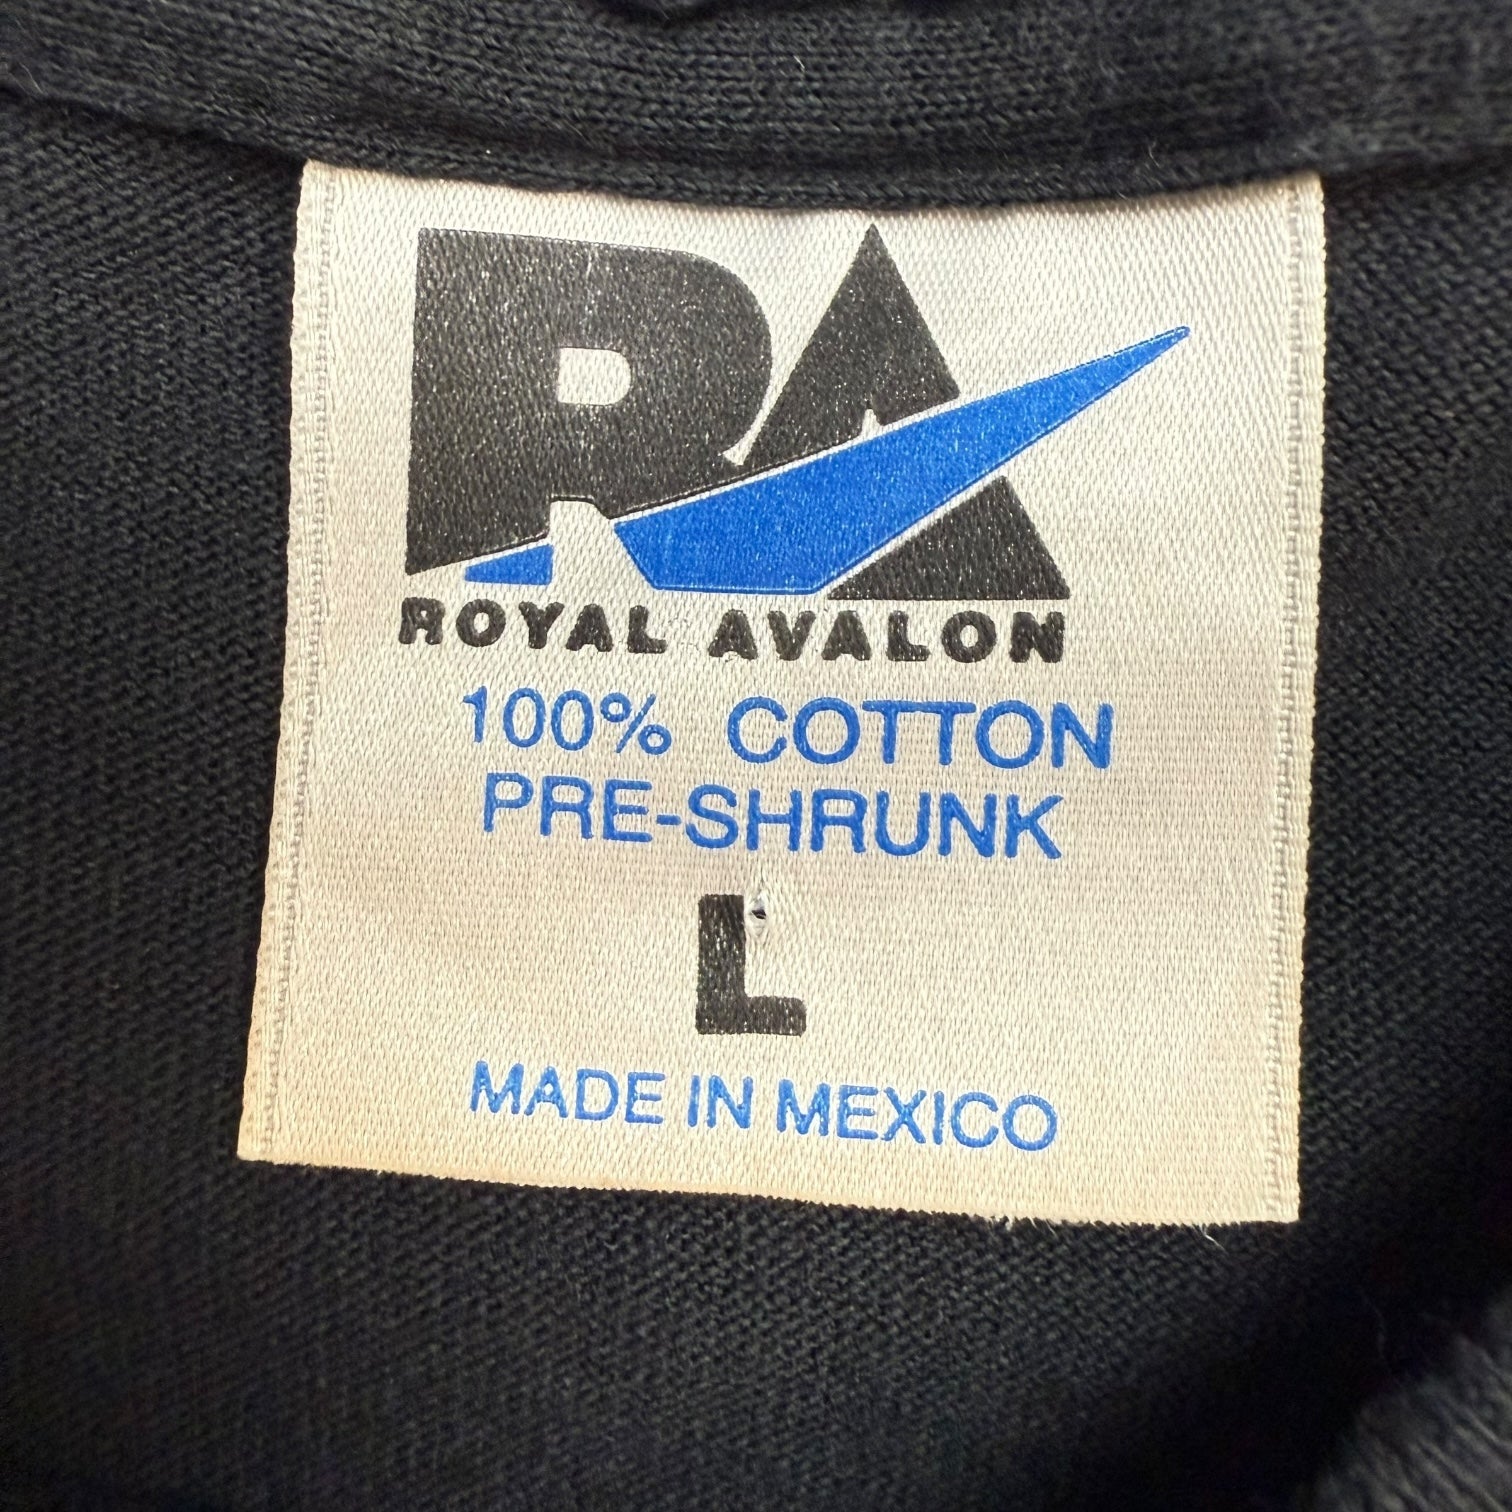 RA
ROYAL AVALON
100% COTTON
PRE-SHRUNK
L
MADE IN MEXICO